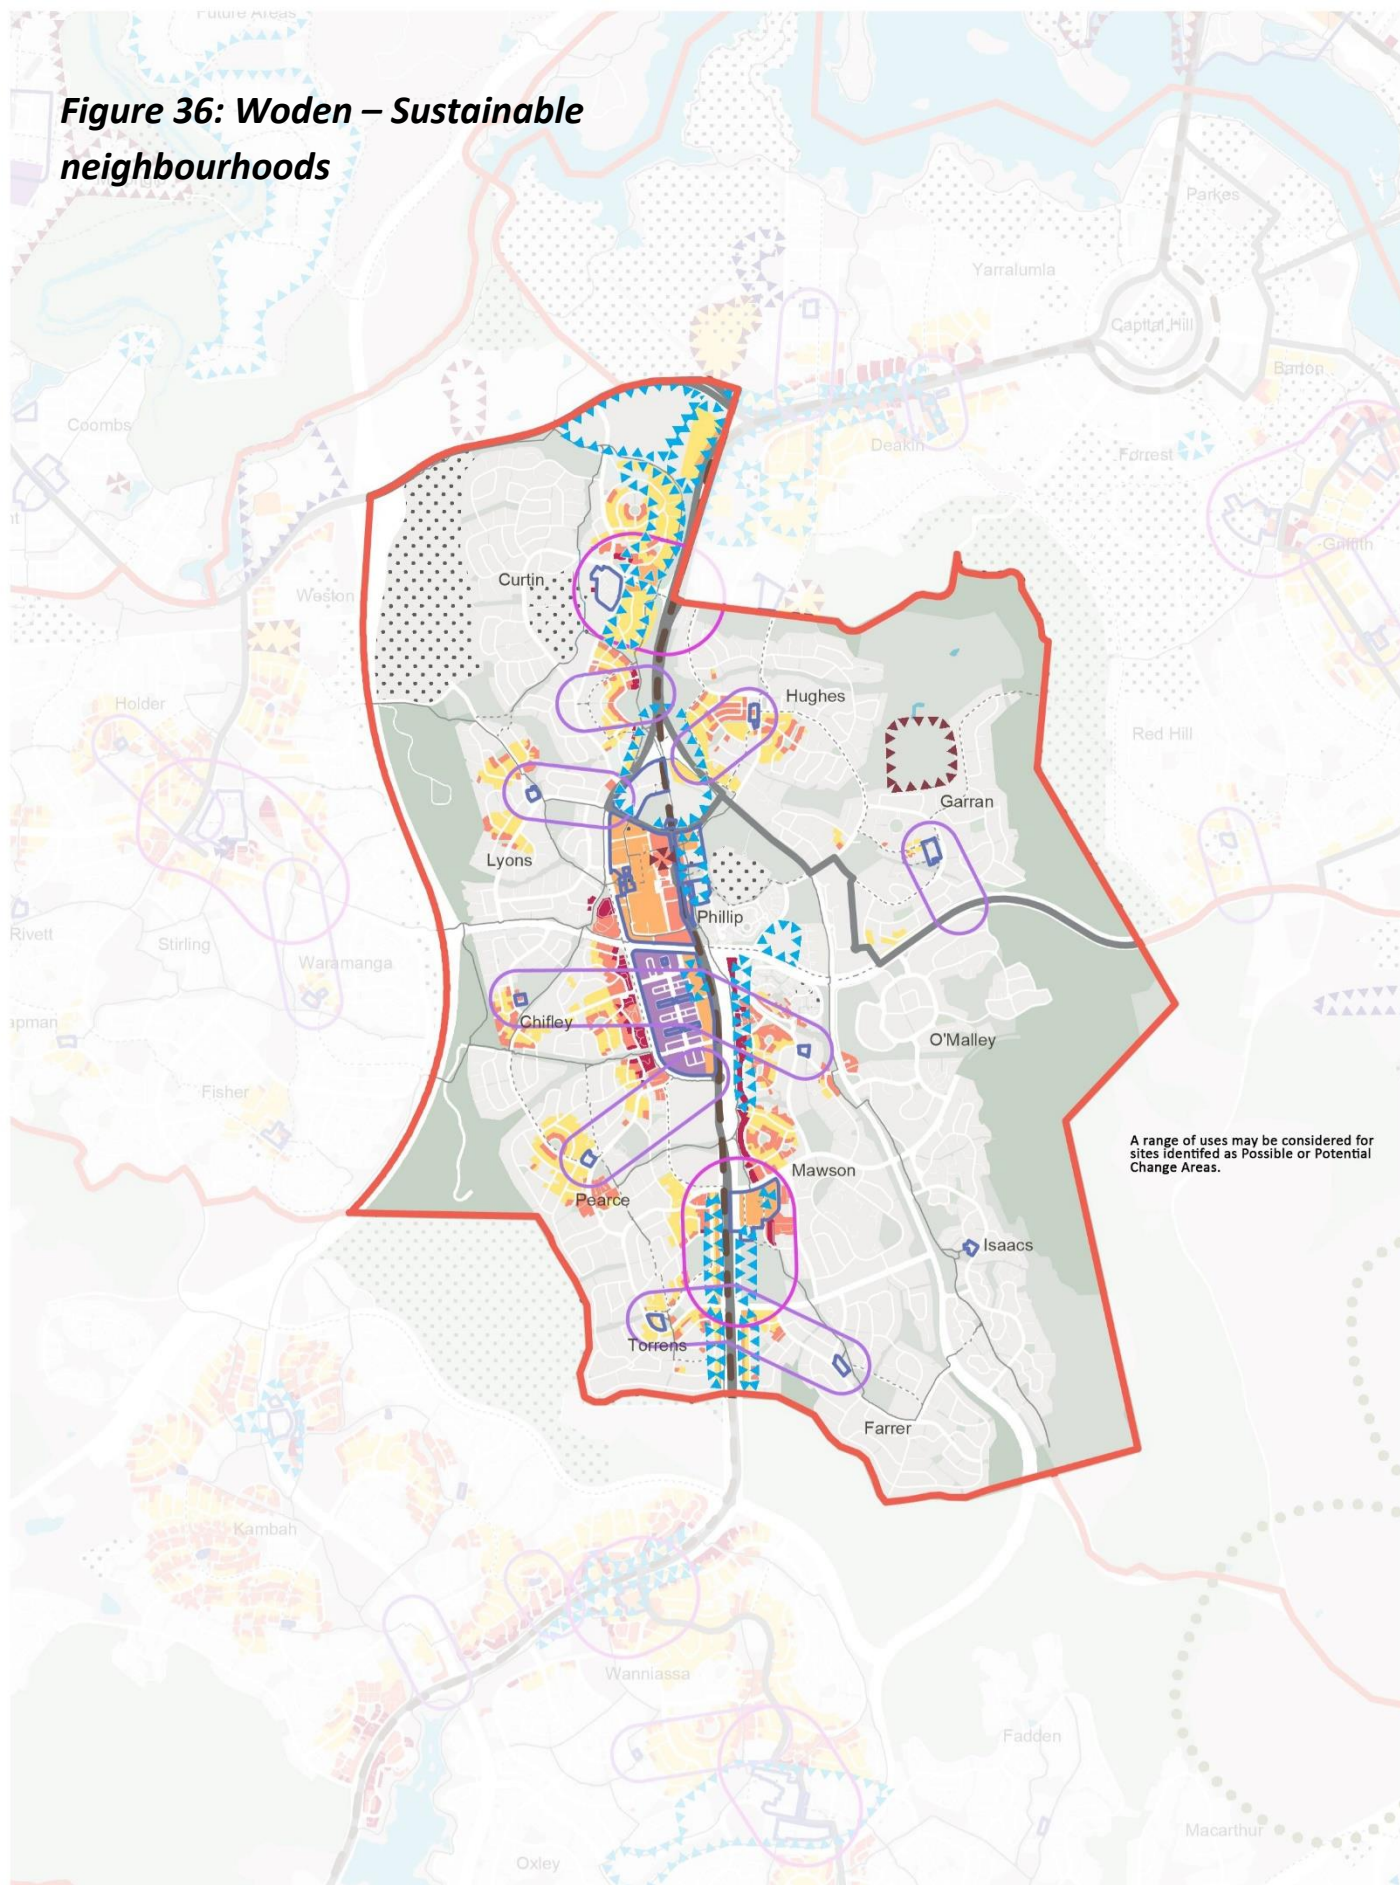 Future Areas
Figure 36: Woden – Sustainable
neighbourhoods
Parkes
Yarralumla
Capital Hill
Barton
Coombs
Deakin
Forrest
Griffith
Curtin
Weston
Hughes
Holder
Red Hill
Garran
Lyons
Phillip
Rivett
Stirling
Waramanga
Chifley
O'Malley
Fisher
A range of uses may be considered for
sites identifed as Possible or Potential
Change Areas.
Mawson
Pearce
Isaacs
Torrens
Farrer
Kambah
Wanniassa
Fadden
Macarthur
Oxley